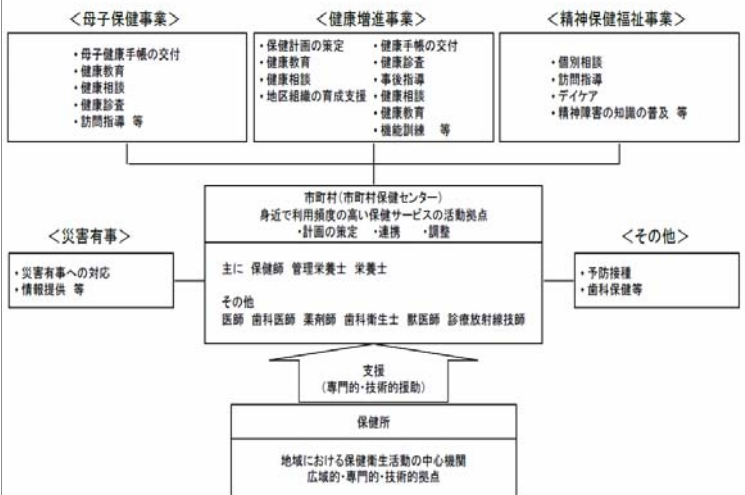 ＜母子保健事業＞
・母子健康手帳の交付
・健康教育
・健康相談
・健康診査
・訪問指導 等
＜健康増進事業＞
・保健計画の策定
・健康教育
・健康相談
・地区組織の育成支援
・健康手帳の交付
・健康診査
・事後指導
・健康相談
・健康教育
・機能訓練 等
＜精神保健福祉事業＞
・個別相談
・訪問指導
・デイケア
・精神障害の知識の普及 等
市町村(市町村保健センター)
身近で利用頻度の高い保健サービスの活動拠点
・計画の策定 ・連携 ・調整
主に 保健師 管理栄養士 栄養士
その他
医師 歯科医師 薬剤師 歯科衛生士 獣医師 診療放射線技師
＜災害有事＞
・災害有事への対応
・情報提供 等
＜その他＞
・予防接種
・歯科保健等
支援
(専門的・技術的援助)
保健所
地域における保健衛生活動の中心機関
広域的・専門的・技術的拠点